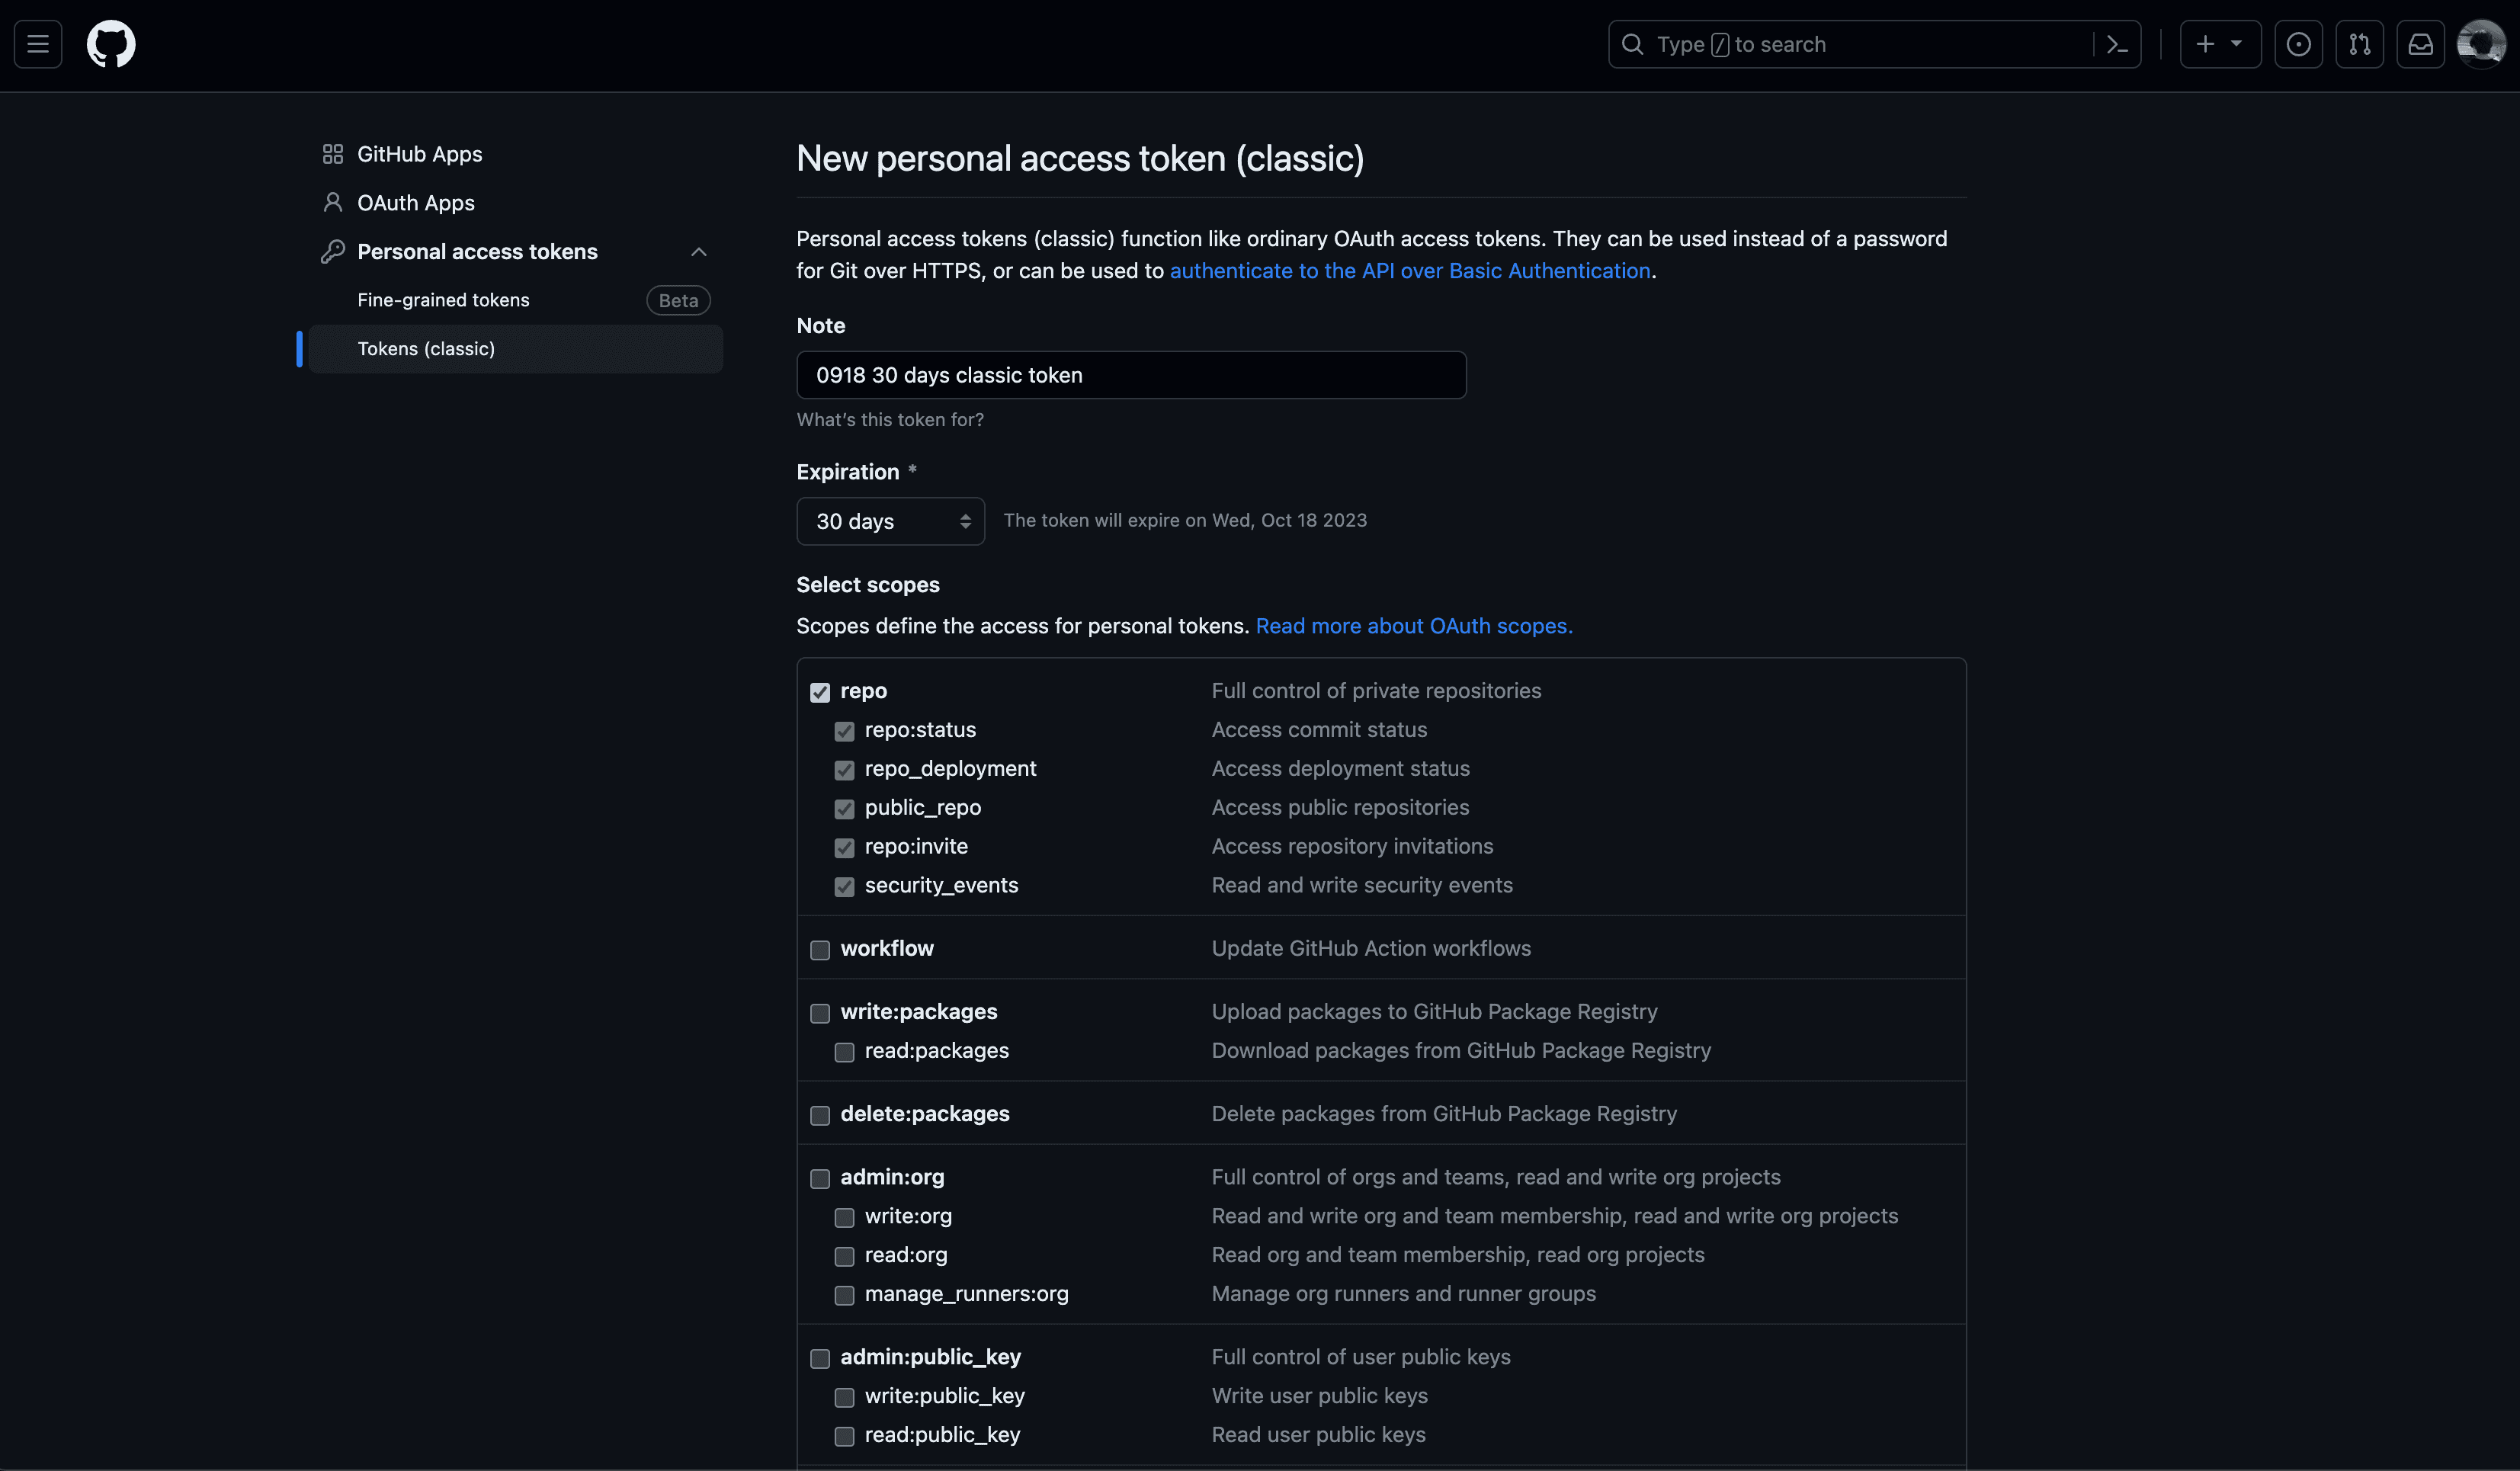 Type / to search
GitHub Apps
OAuth Apps
Personal access tokens
Fine-grained tokens Beta
Tokens (classic)
New personal access token (classic)
Personal access tokens (classic) function like ordinary OAuth access tokens. They can be used instead of a password
for Git over HTTPS, or can be used to authenticate to the API over Basic Authentication.
Note
0918 30 days classic token
What's this token for?
Expiration *
30 days The token will expire on Wed, Oct 18 2023
Select scopes
Scopes define the access for personal tokens. Read more about OAuth scopes.
repo Full control of private repositories
repo:status Access commit status
repo_deployment Access deployment status
public_repo Access public repositories
repo:invite Access repository invitations
security_events Read and write security events
workflow Update GitHub Action workflows
write:packages Upload packages to GitHub Package Registry
read:packages Download packages from GitHub Package Registry
delete:packages Delete packages from GitHub Package Registry
admin:org Full control of orgs and teams, read and write org projects
write:org Read and write org and team membership, read and write org projects
read:org Read org and team membership, read org projects
manage_runners:org Manage org runners and runner groups
admin:public_key Full control of user public keys
write:public_key Write user public keys
read:public_key Read user public keys